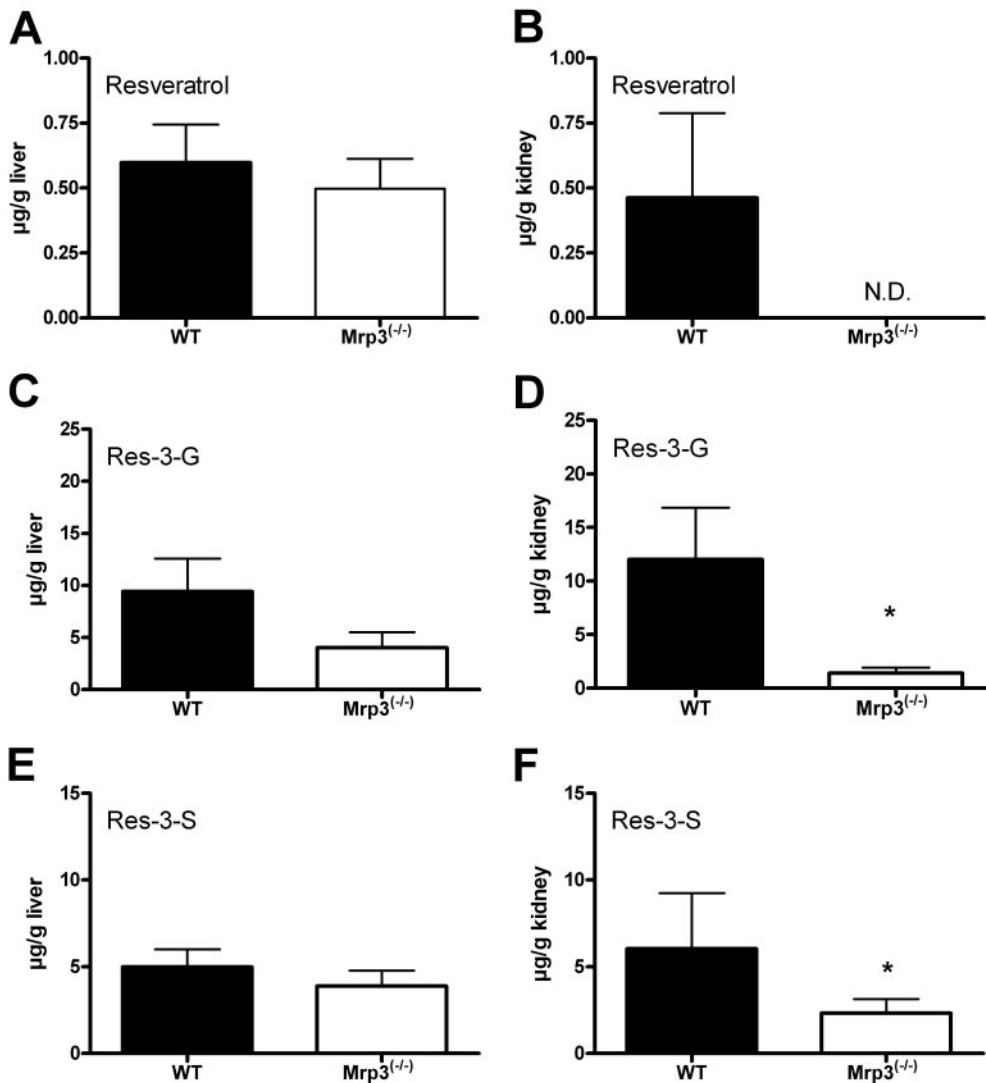 A
1.00
Resveratrol
0.75
0.50
0.25
0.00
µg/g liver
WT
Mrp3(-/-)
B
1.00
Resveratrol
0.75
0.50
0.25
0.00
µg/g kidney
N.D.
WT
Mrp3(-/-)
C
25
Res-3-G
20
15
10
5
0
µg/g liver
WT
Mrp3(-/-)
D
25
Res-3-G
20
15
10
5
0
µg/g kidney
*
WT
Mrp3(-/-)
E
15
Res-3-S
10
5
0
µg/g liver
WT
Mrp3(-/-)
F
15
Res-3-S
10
5
0
µg/g kidney
*
WT
Mrp3(-/-)